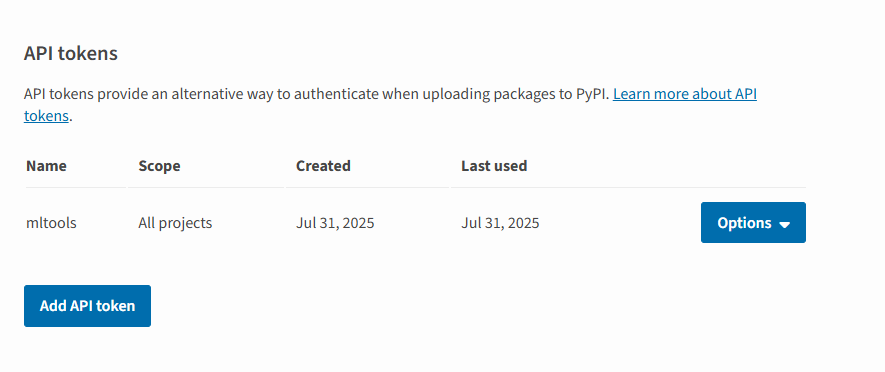 API tokens
API tokens provide an alternative way to authenticate when uploading packages to PyPI. Learn more about API
tokens.
Name Scope Created Last used
mltools All projects Jul 31, 2025 Jul 31, 2025 Options
Add API token